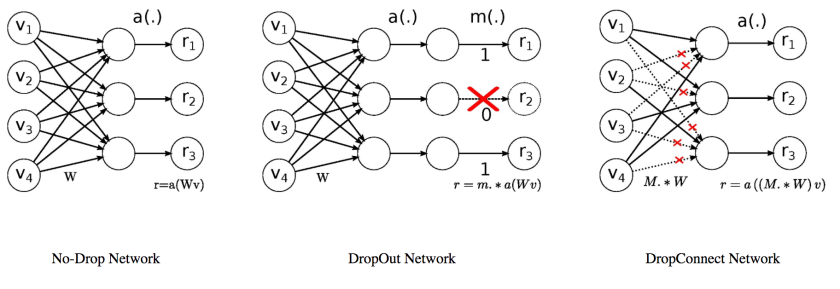 a(.)
v1
v2
v3
v4
r1
r2
r3
W
r=a(Wv)
No-Drop Network
a(.) m(.)
v1
v2
v3
v4
1
0
1
r1
r2
r3
W
r = m. * a(Wv)
DropOut Network
a(.)
v1
v2
v3
v4
r1
r2
r3
M. * W
r = a ((M. * W) v)
DropConnect Network